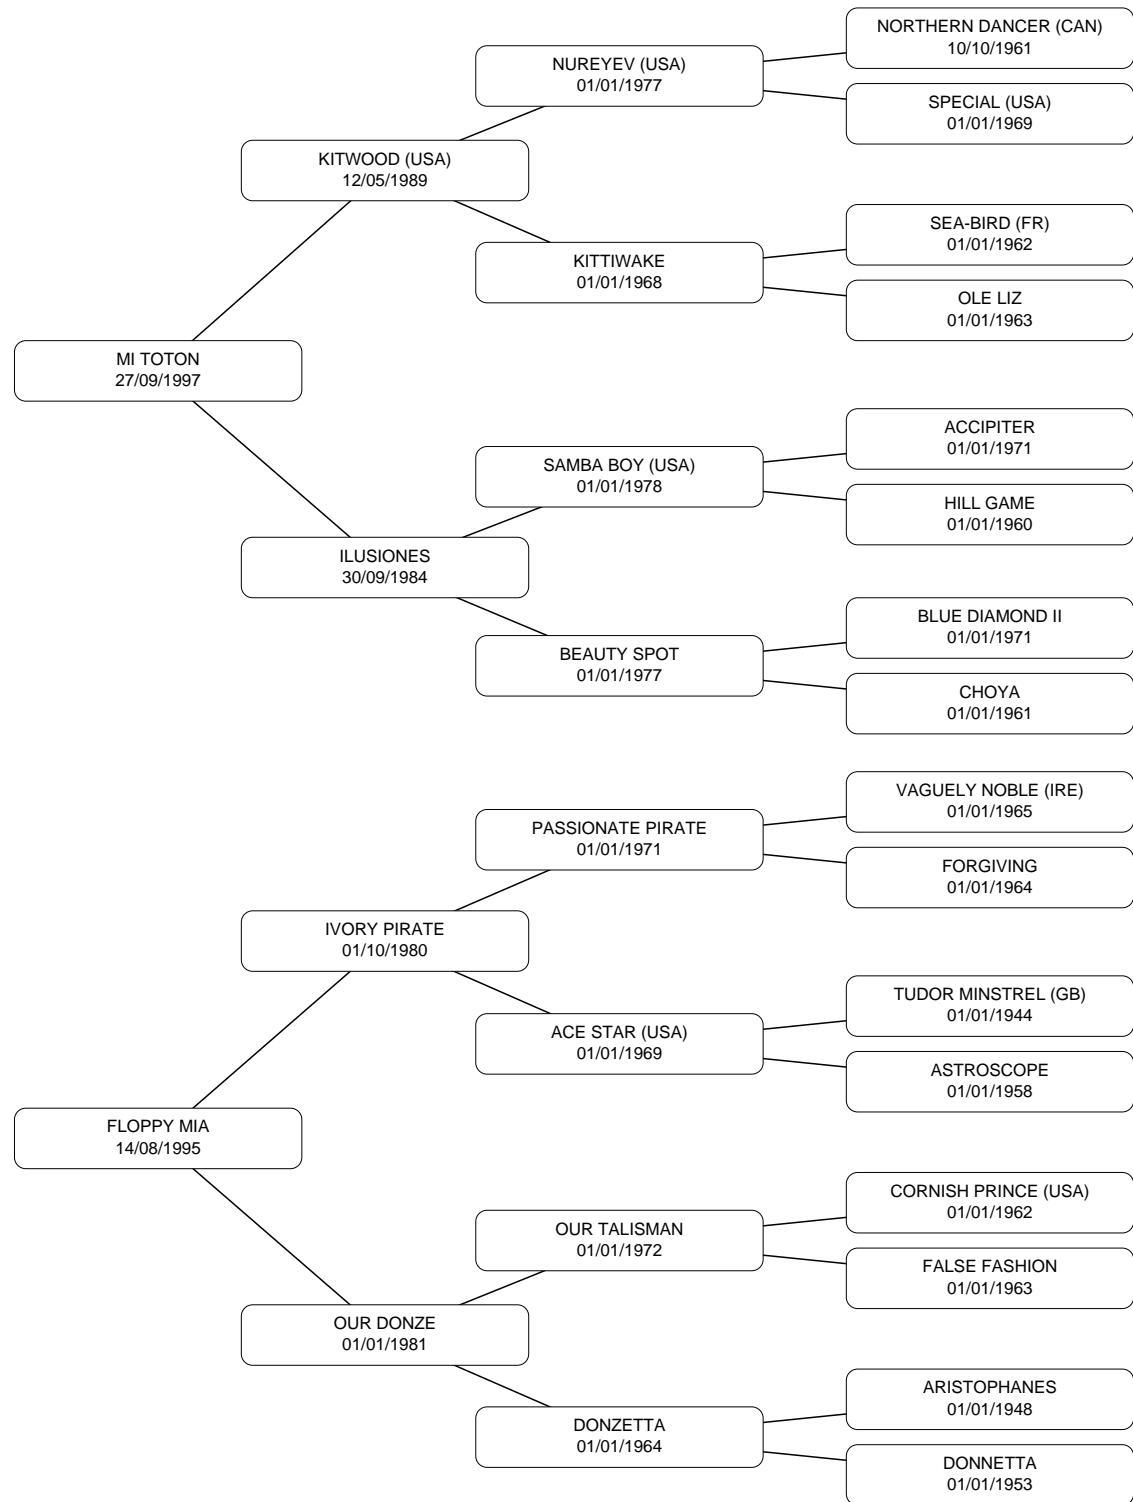 NORTHERN DANCER (CAN)
10/10/1961
NUREYEV (USA)
01/01/1977
SPECIAL (USA)
01/01/1969
KITWOOD (USA)
12/05/1989
SEA-BIRD (FR)
01/01/1962
KITTIWAKE
01/01/1968
OLE LIZ
01/01/1963
MI TOTON
27/09/1997
ACCIPITER
01/01/1971
SAMBA BOY (USA)
01/01/1978
HILL GAME
01/01/1960
ILUSIONES
30/09/1984
BLUE DIAMOND II
01/01/1971
BEAUTY SPOT
01/01/1977
CHOYA
01/01/1961
VAGUELY NOBLE (IRE)
01/01/1965
PASSIONATE PIRATE
01/01/1971
FORGIVING
01/01/1964
IVORY PIRATE
01/10/1980
TUDOR MINSTREL (GB)
01/01/1944
ACE STAR (USA)
01/01/1969
ASTROSCOPE
01/01/1958
FLOPPY MIA
14/08/1995
CORNISH PRINCE (USA)
01/01/1962
OUR TALISMAN
01/01/1972
FALSE FASHION
01/01/1963
OUR DONZE
01/01/1981
ARISTOPHANES
01/01/1948
DONZETTA
01/01/1964
DONNETTA
01/01/1953